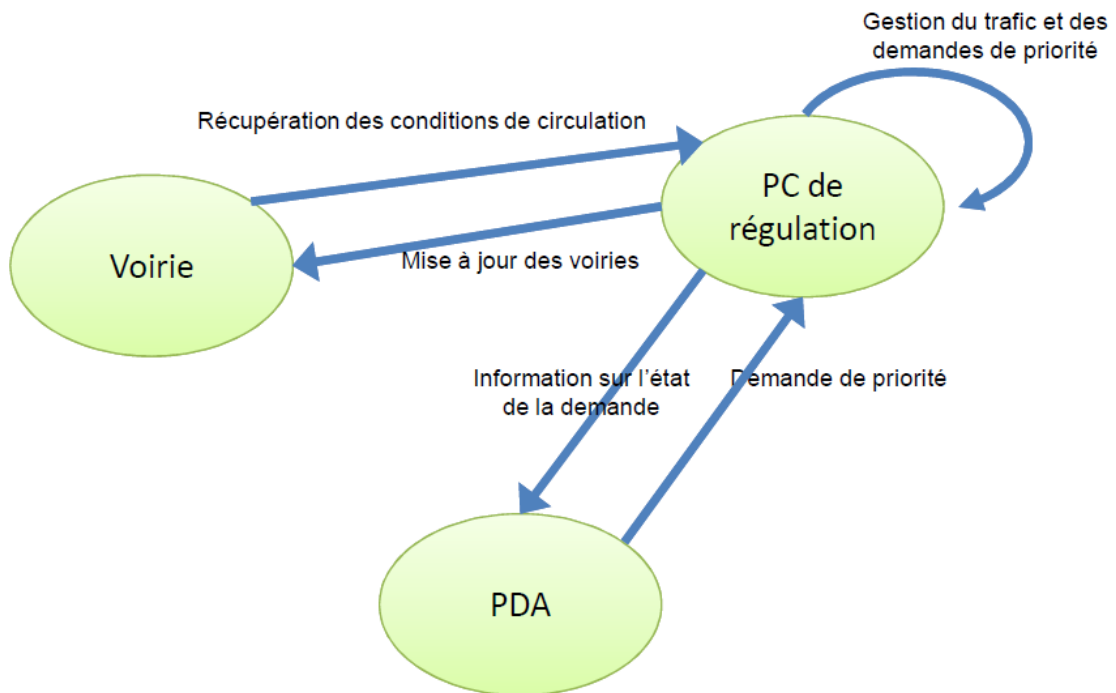 Gestion du trafic et des
demandes de priorité
Récupération des conditions de circulation
PC de
régulation
Voirie
Mise à jour des voiries
Information sur l'état
de la demande
Demande de priorité
PDA